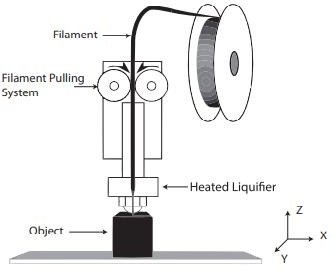 Filament
Filament Pulling
System
Heated Liquifier
Object
Z
X
Y